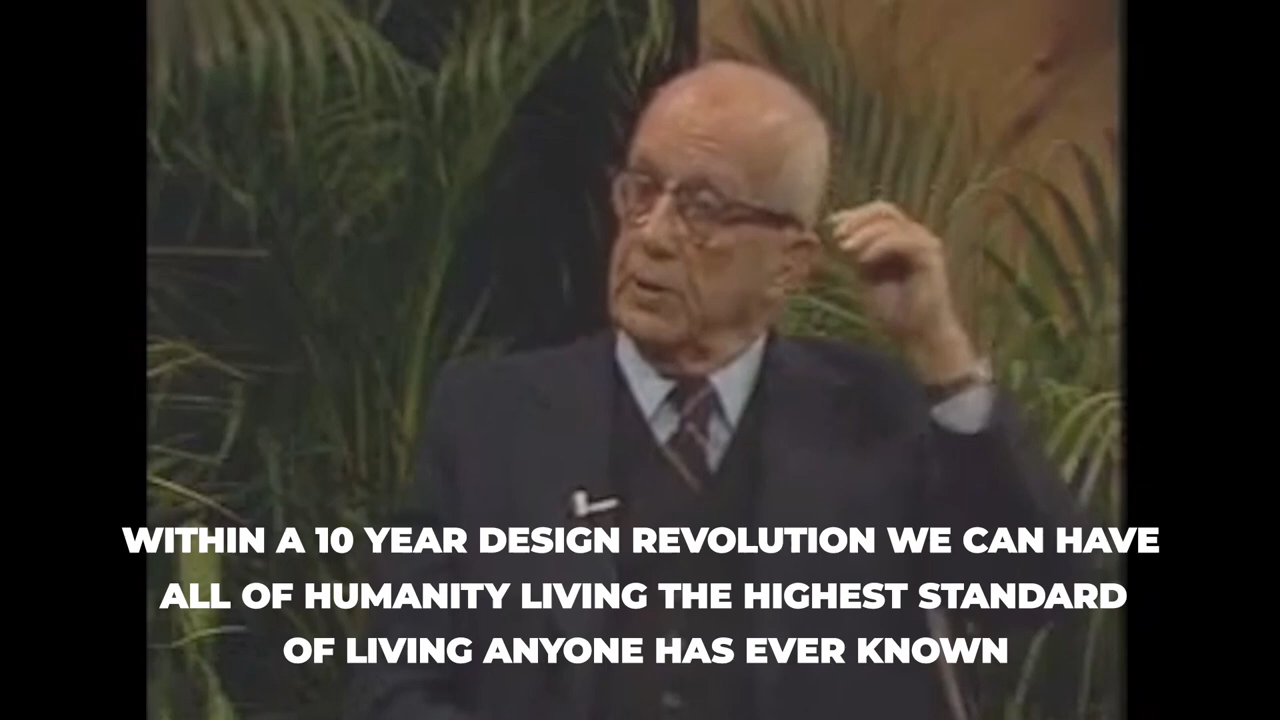 WITHIN A 10 YEAR DESIGN REVOLUTION WE CAN HAVE
ALL OF HUMANITY LIVING THE HIGHEST STANDARD
OF LIVING ANYONE HAS EVER KNOWN